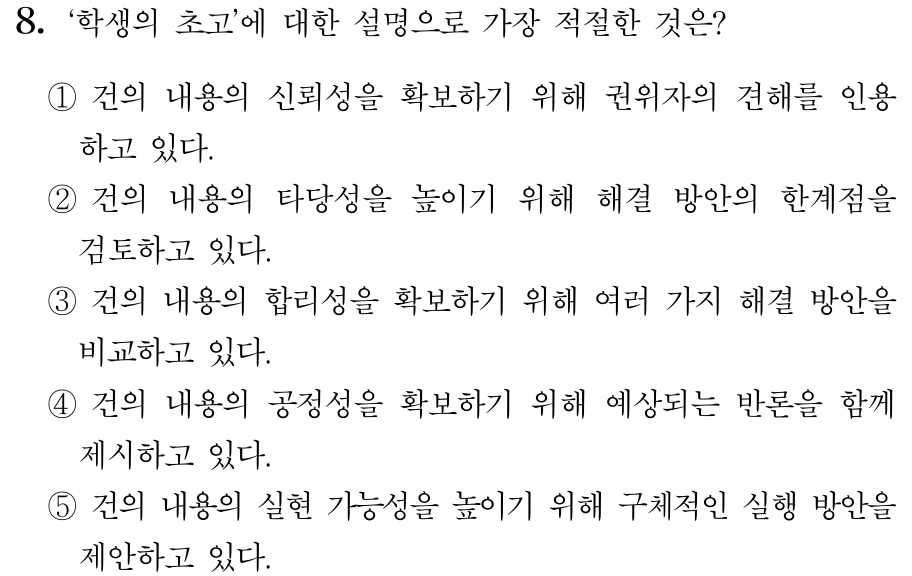 8. ‘학생의 초고’에 대한 설명으로 가장 적절한 것은?
① 건의 내용의 신뢰성을 확보하기 위해 권위자의 견해를 인용
하고 있다.
② 건의 내용의 타당성을 높이기 위해 해결 방안의 한계점을
검토하고 있다.
③ 건의 내용의 합리성을 확보하기 위해 여러 가지 해결 방안을
비교하고 있다.
④ 건의 내용의 공정성을 확보하기 위해 예상되는 반론을 함께
제시하고 있다.
⑤ 건의 내용의 실현 가능성을 높이기 위해 구체적인 실행 방안을
제안하고 있다.